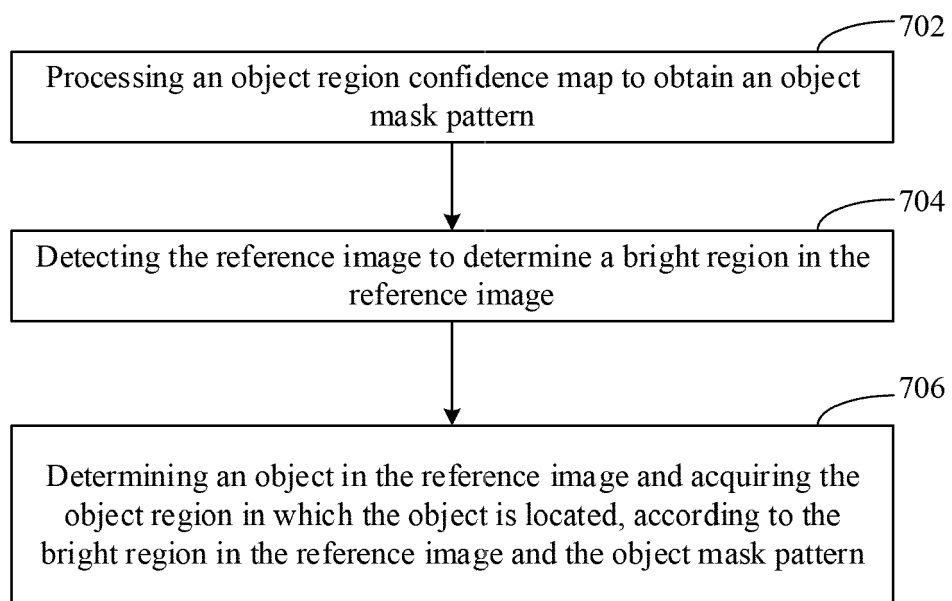 702
Processing an object region confidence map to obtain an object
mask pattern
704
Detecting the reference image to determine a bright region in the
reference image
706
Determining an object in the reference image and acquiring the
object region in which the object is located, according to the
bright region in the reference image and the object mask pattern